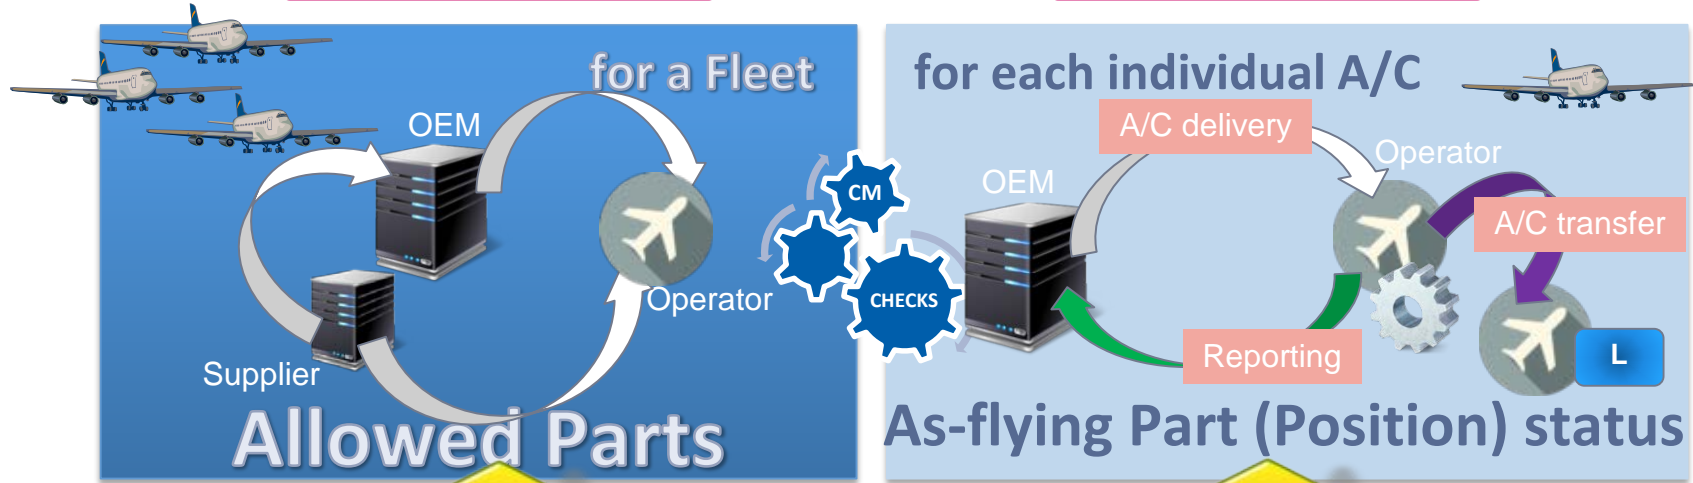 for a Fleet
OEM
Operator
Supplier
Allowed Parts
CM
CHECKS
for each individual A/C
A/C delivery
Operator
OEM
A/C transfer
Reporting
L
As-flying Part (Position) status